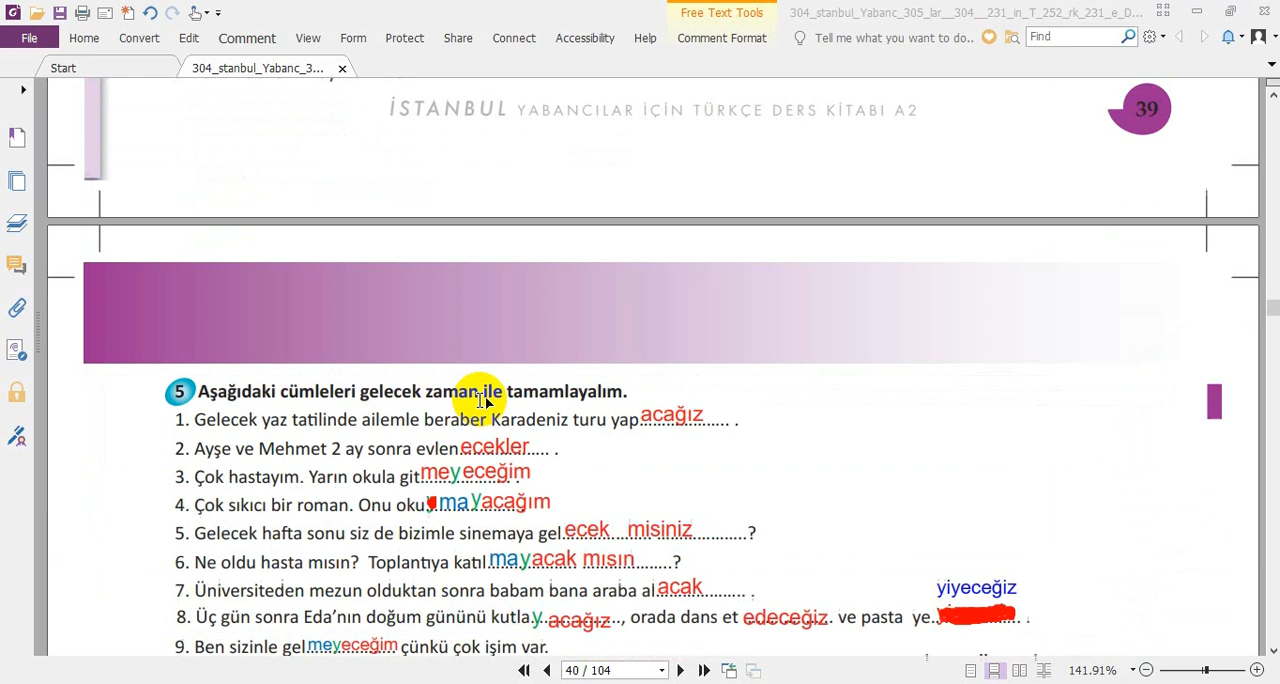 Free Text Tools 304_stanbul_Yabanc_305_lar__304__231_in_T_252_rk_231_e_D...
File Home Convert Edit Comment View Form Protect Share Connect Accessibility Help Comment Format Tell me what you want to do.. Find
Start 304_stanbul_Yabanc_3...
İSTANBUL YABANCILAR İÇİN TÜRKÇE DERS KİTABI A2 39
5 Aşağıdaki cümleleri gelecek zaman ile tamamlayalım.
1. Gelecek yaz tatilinde ailemle beraber Karadeniz turu yap acağız ........ .
2. Ayşe ve Mehmet 2 ay sonra evlen ecekler ..... .
3. Çok hastayım. Yarın okula git meyeceğim .
4. Çok sıkıcı bir roman. Onu oku mayacağım
5. Gelecek hafta sonu siz de bizimle sinemaya gel ecek misiniz ?
6. Ne oldu hasta mısın? Toplantıya katıl mayacak mısın ?
7. Üniversiteden mezun olduktan sonra babam bana araba al acak .
yiyeceğiz
8. Üç gün sonra Eda'nın doğum gününü kutla yacağız , orada dans et edeceğiz . ve pasta ye .
9. Ben sizinle gel meyeceğim çünkü çok işim var.
40 / 104 141.91%